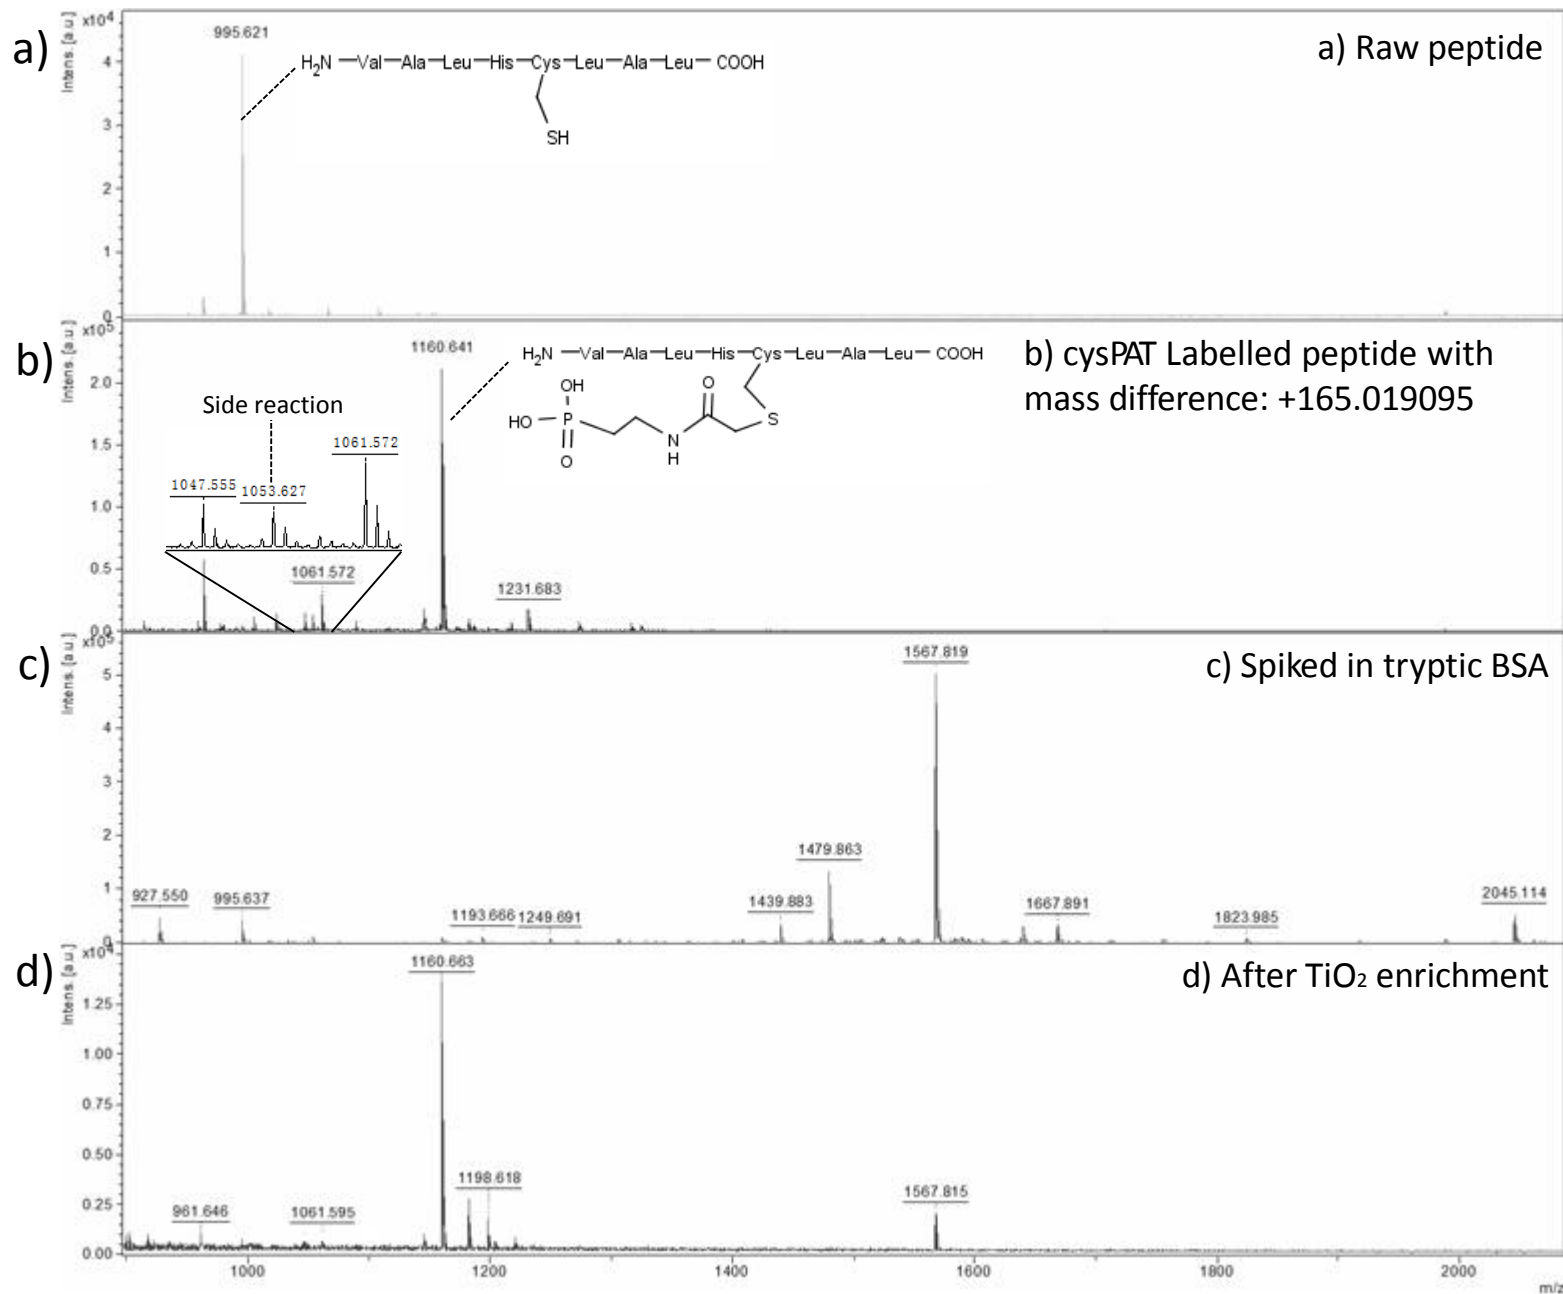 a)
Intens. [a.u.]
x10⁴
4
3
2
1
0
995.621
H₂N—Val—Ala—Leu—His—Cys—Leu—Ala—Leu—COOH
SH
a) Raw peptide
b)
Intens. [a.u.]
x10⁵
2.0
1.5
1.0
0.5
0.0
1160.641
H₂N—Val—Ala—Leu—His—Cys—Leu—Ala—Leu—COOH
OH
HO
P
O
N
H
O
S
b) cysPAT Labelled peptide with
mass difference: +165.019095
Side reaction
1047.555
1053.627
1061.572
1061.572
1231.683
c)
Intens. [a.u.]
x10⁵
5
4
3
2
1
0
c) Spiked in tryptic BSA
927.550
995.637
1193.666
1249.691
1439.883
1479.863
1567.819
1667.891
1823.985
2045.114
d)
Intens. [a.u.]
x10⁴
1.25
1.00
0.75
0.50
0.25
0.00
d) After TiO₂ enrichment
961.646
1061.595
1160.663
1198.618
1567.815
1000
1200
1400
1600
1800
2000
m/z